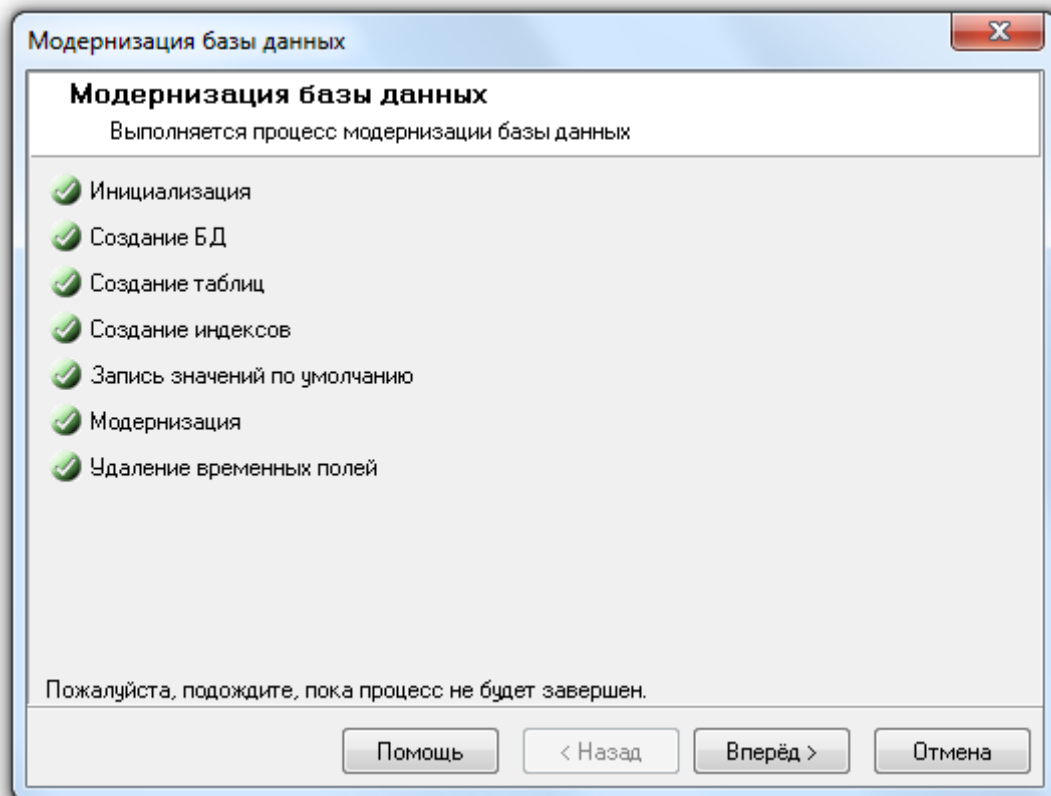 Модернизация базы данных
Модернизация базы данных
Выполняется процесс модернизации базы данных
Инициализация
Создание БД
Создание таблиц
Создание индексов
Запись значений по умолчанию
Модернизация
Удаление временных полей
Пожалуйста, подождите, пока процесс не будет завершен.
Помощь < Назад Вперёд > Отмена